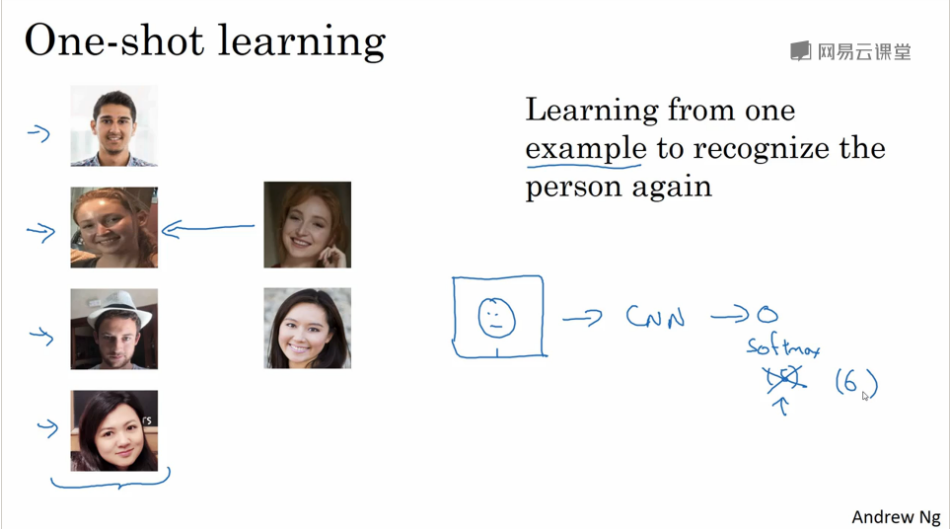 One-shot learning
网易云课堂
Learning from one
example to recognize the
person again
CNN
softmax
(6)
rs
Andrew Ng